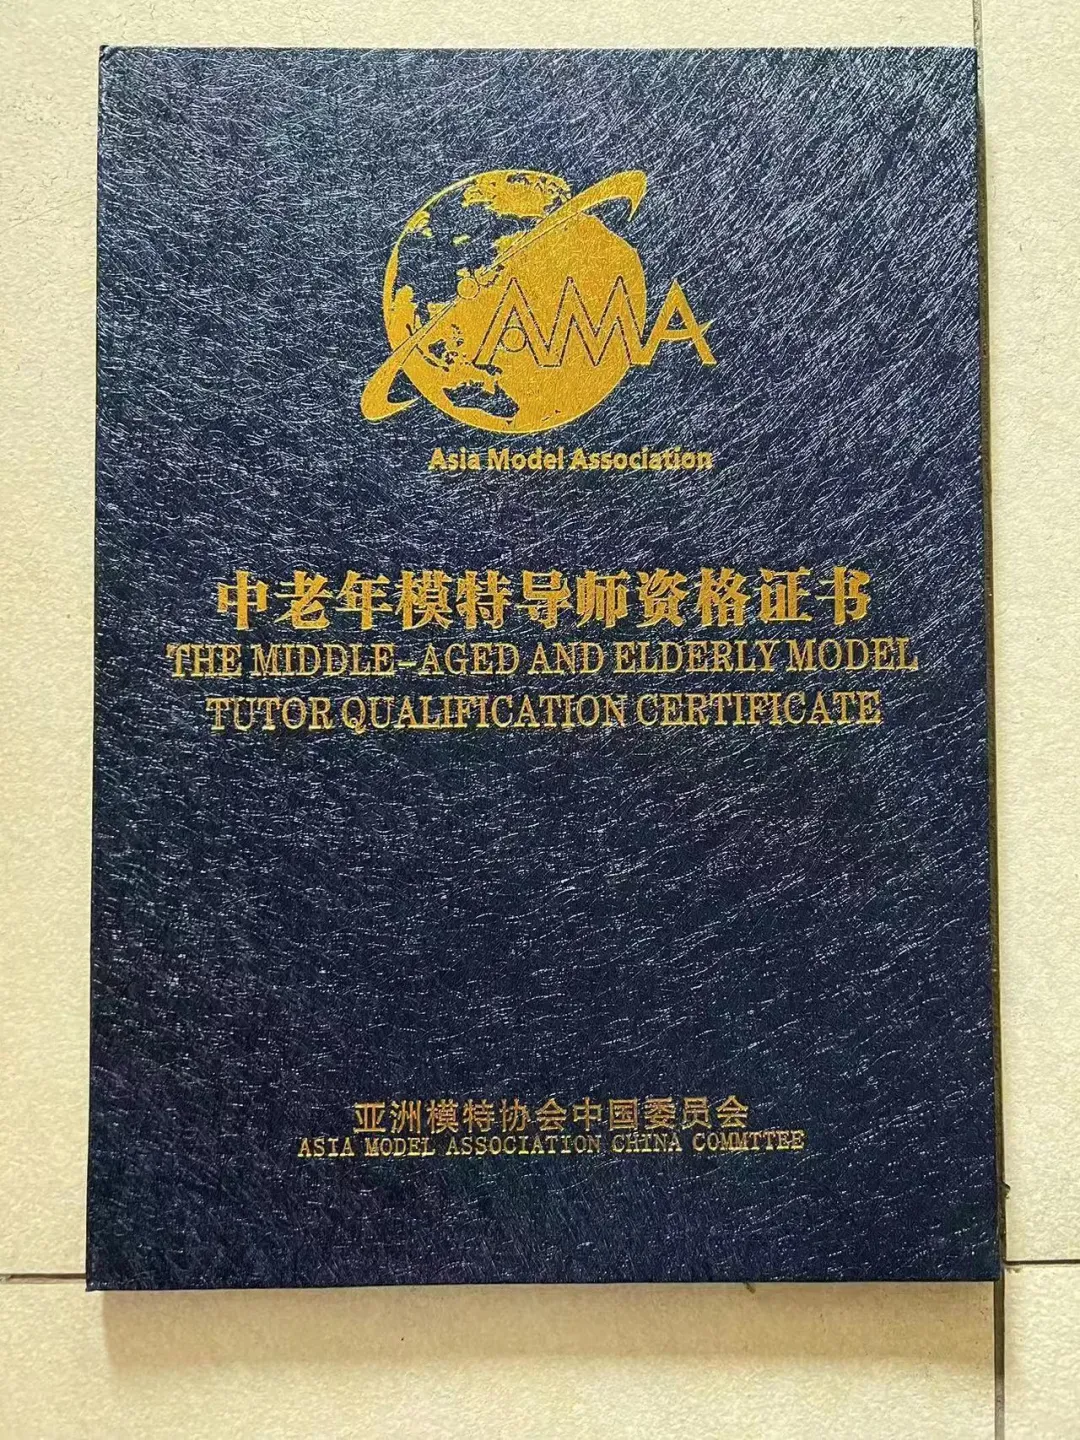 AMA
Asia Model Association
中老年模特导师资格证书
THE MIDDLE-AGED AND ELDERLY MODEL
TUTOR QUALIFICATION CERTIFICATE
亚洲模特协会中国委员会
ASIA MODEL ASSOCIATION CHINA COMMTTEE